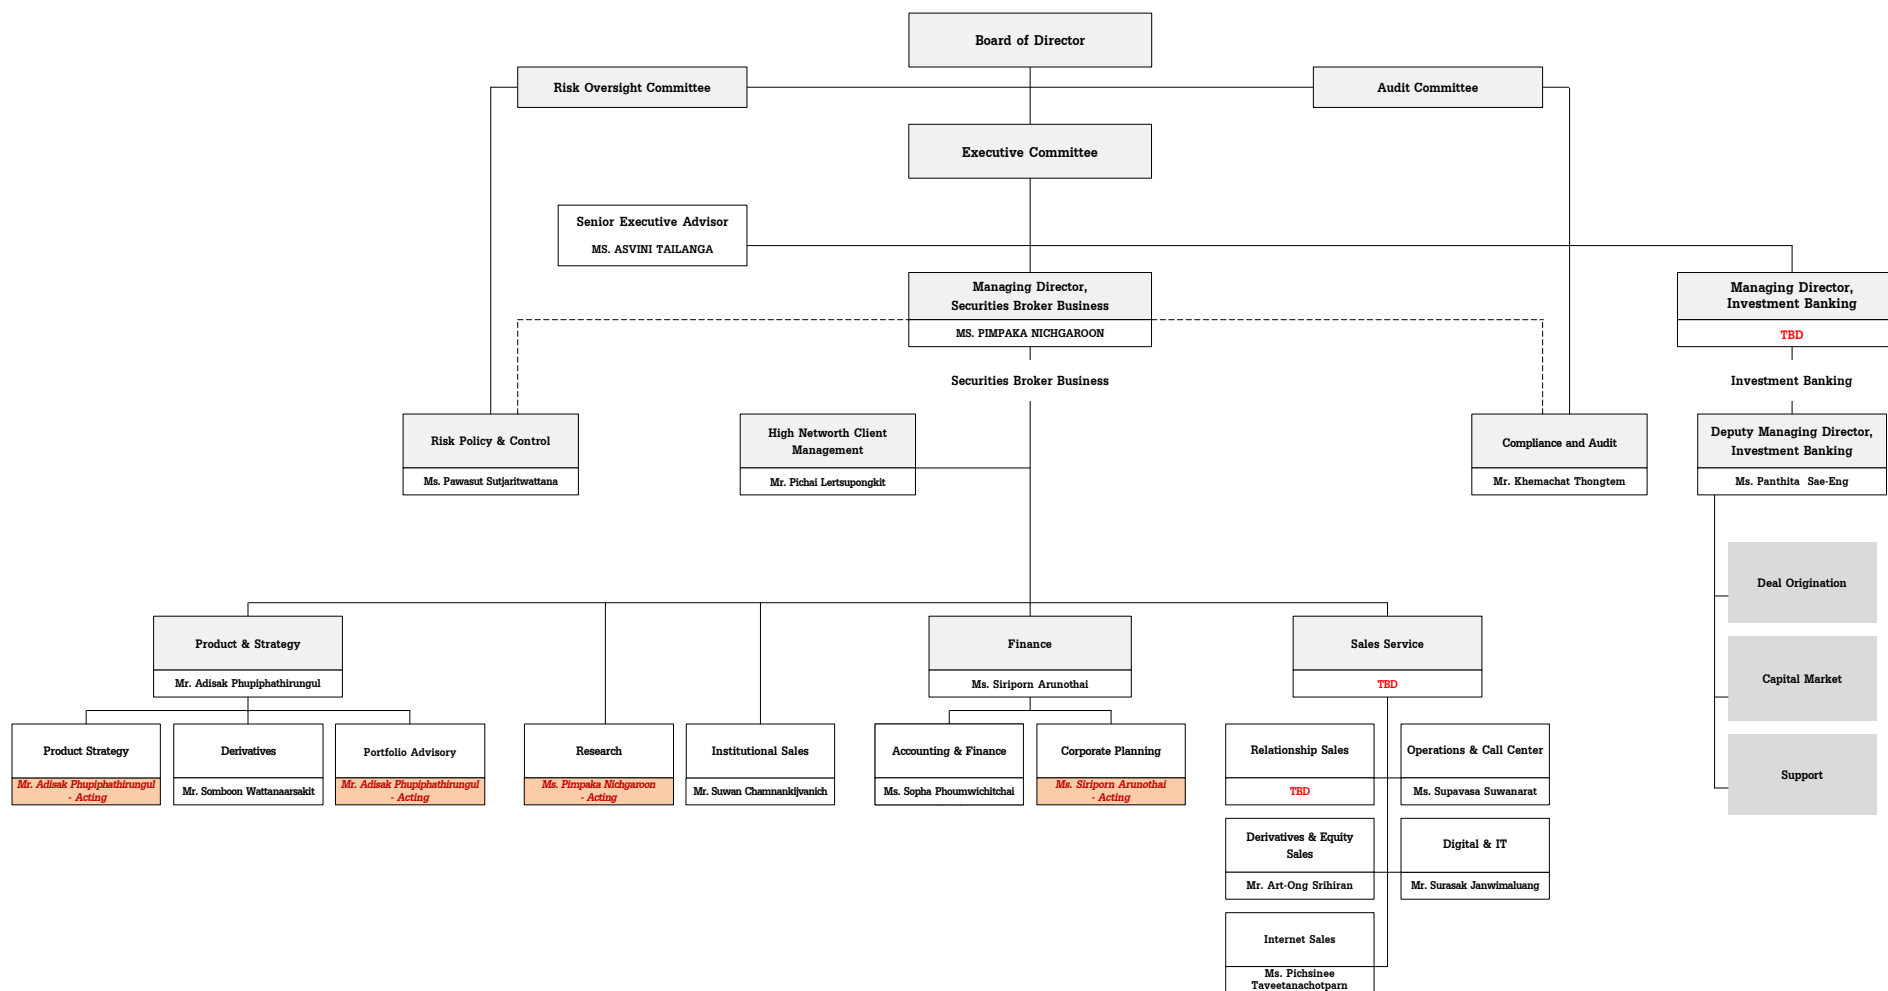 Board of Director
Risk Oversight Committee
Audit Committee
Executive Committee
Senior Executive Advisor
MS. ASVINI TAILANGA
Managing Director,
Securities Broker Business
MS. PIMPAKA NICHGAROON
Managing Director,
Investment Banking
TBD
Securities Broker Business
Investment Banking
Risk Policy & Control
Ms. Pawasut Sutjaritwattana
High Networth Client
Management
Mr. Pichai Lertsupongkit
Compliance and Audit
Mr. Khemachat Thongtem
Deputy Managing Director,
Investment Banking
Ms. Panthita Sae-Eng
Deal Origination
Capital Market
Support
Product & Strategy
Mr. Adisak Phupiphathirungul
Finance
Ms. Siriporn Arunothai
Sales Service
TBD
Product Strategy
Mr. Adisak Phupiphathirungul
- Acting
Derivatives
Mr. Somboon Wattanaarsakit
Portfolio Advisory
Mr. Adisak Phupiphathirungul
- Acting
Research
Ms. Pimpaka Nichgaroon
- Acting
Institutional Sales
Mr. Suwan Chamnankijvanich
Accounting & Finance
Ms. Sopha Phoumwichitchai
Corporate Planning
Ms. Siriporn Arunothai
- Acting
Relationship Sales
TBD
Operations & Call Center
Ms. Supavasa Suwanarat
Derivatives & Equity
Sales
Mr. Art-Ong Srihiran
Digital & IT
Mr. Surasak Janwimaluang
Internet Sales
Ms. Pichsinee
Taveetanachotparn